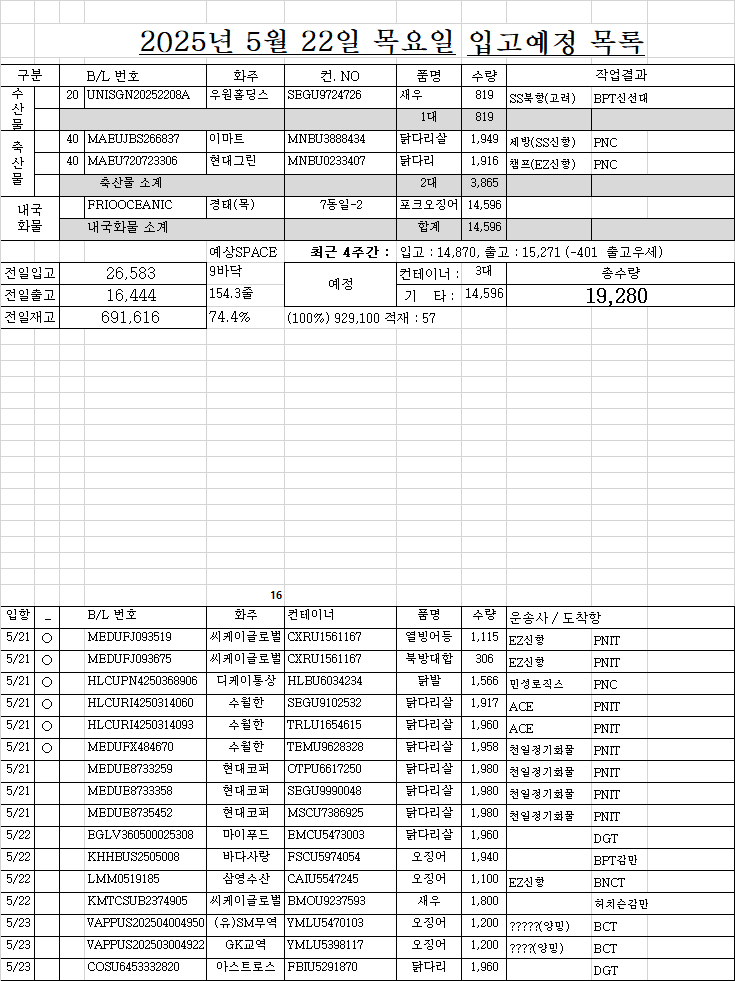 2025년 5월 22일 목요일 입고예정 목록
구분 B/L 번호 화주 컨. NO 품명 수량 작업결과
수산물 20 UNISGN20252208A 우원홀딩스 SEGU9724726 새우 819 SS북항(고려) BPT신선대
1대 819
축산물 40 MAEUJBS266837 이마트 MNBU3888434 닭다리살 1,949 세방(SS신항) PNC
40 MAEU720723306 현대그린 MNBU0233407 닭다리 1,916 챔프(EZ신항) PNC
축산물 소계 2대 3,865
내국화물 FRIOOCEANIC 경태(목) 7동일-2 포크오징어 14,596
내국화물 소계 합계 14,596
예상SPACE 최근 4주간 : 입고 : 14,870, 출고 : 15,271 (-401 출고우세)
전일입고 26,583 9바닥 예정 컨테이너 : 3대 총수량
전일출고 16,444 154.3줄 기 타 : 14,596 19,280
전일재고 691,616 74.4% (100%) 929,100 적재 : 57
16
입항 _ B/L 번호 화주 컨테이너 품명 수량 운송사 / 도착항
5/21 ○ MEDUFJ093519 씨케이글로벌 CXRU1561167 열빙어등 1,115 EZ신항 PNIT
5/21 ○ MEDUFJ093675 씨케이글로벌 CXRU1561167 북방대합 306 EZ신항 PNIT
5/21 ○ HLCUPN4250368906 디케이통상 HLBU6034234 닭발 1,566 민성로직스 PNC
5/21 ○ HLCURI4250314060 수월한 SEGU9102532 닭다리살 1,917 ACE PNIT
5/21 ○ HLCURI4250314093 수월한 TRLU1654615 닭다리살 1,960 ACE PNIT
5/21 ○ MEDUFX484670 수월한 TEMU9628328 닭다리살 1,958 천일정기화물 PNIT
5/21 MEDUE8733259 현대코퍼 OTPU6617250 닭다리살 1,980 천일정기화물 PNIT
5/21 MEDUE8733358 현대코퍼 SEGU9990048 닭다리살 1,980 천일정기화물 PNIT
5/21 MEDUE8735452 현대코퍼 MSCU7386925 닭다리살 1,980 천일정기화물 PNIT
5/22 EGLV360500025308 마이푸드 EMCU5473003 닭다리살 1,960 DGT
5/22 KHHBUS2505008 바다사랑 FSCU5974054 오징어 1,940 BPT감만
5/22 LMM0519185 삼영수산 CAIU5547245 오징어 1,100 EZ신항 BNCT
5/22 KMTCSUB2374905 씨케이글로벌 BMOU9237593 새우 1,800 허치슨감만
5/23 VAPPUS202504004950 (유)SM무역 YMLU5470103 오징어 1,200 ?????(양밍) BCT
5/23 VAPPUS202503004922 GK교역 YMLU5398117 오징어 1,200 ????(양밍) BCT
5/23 COSU6453332820 아스트로스 FBIU5291870 닭다리 1,960 DGT